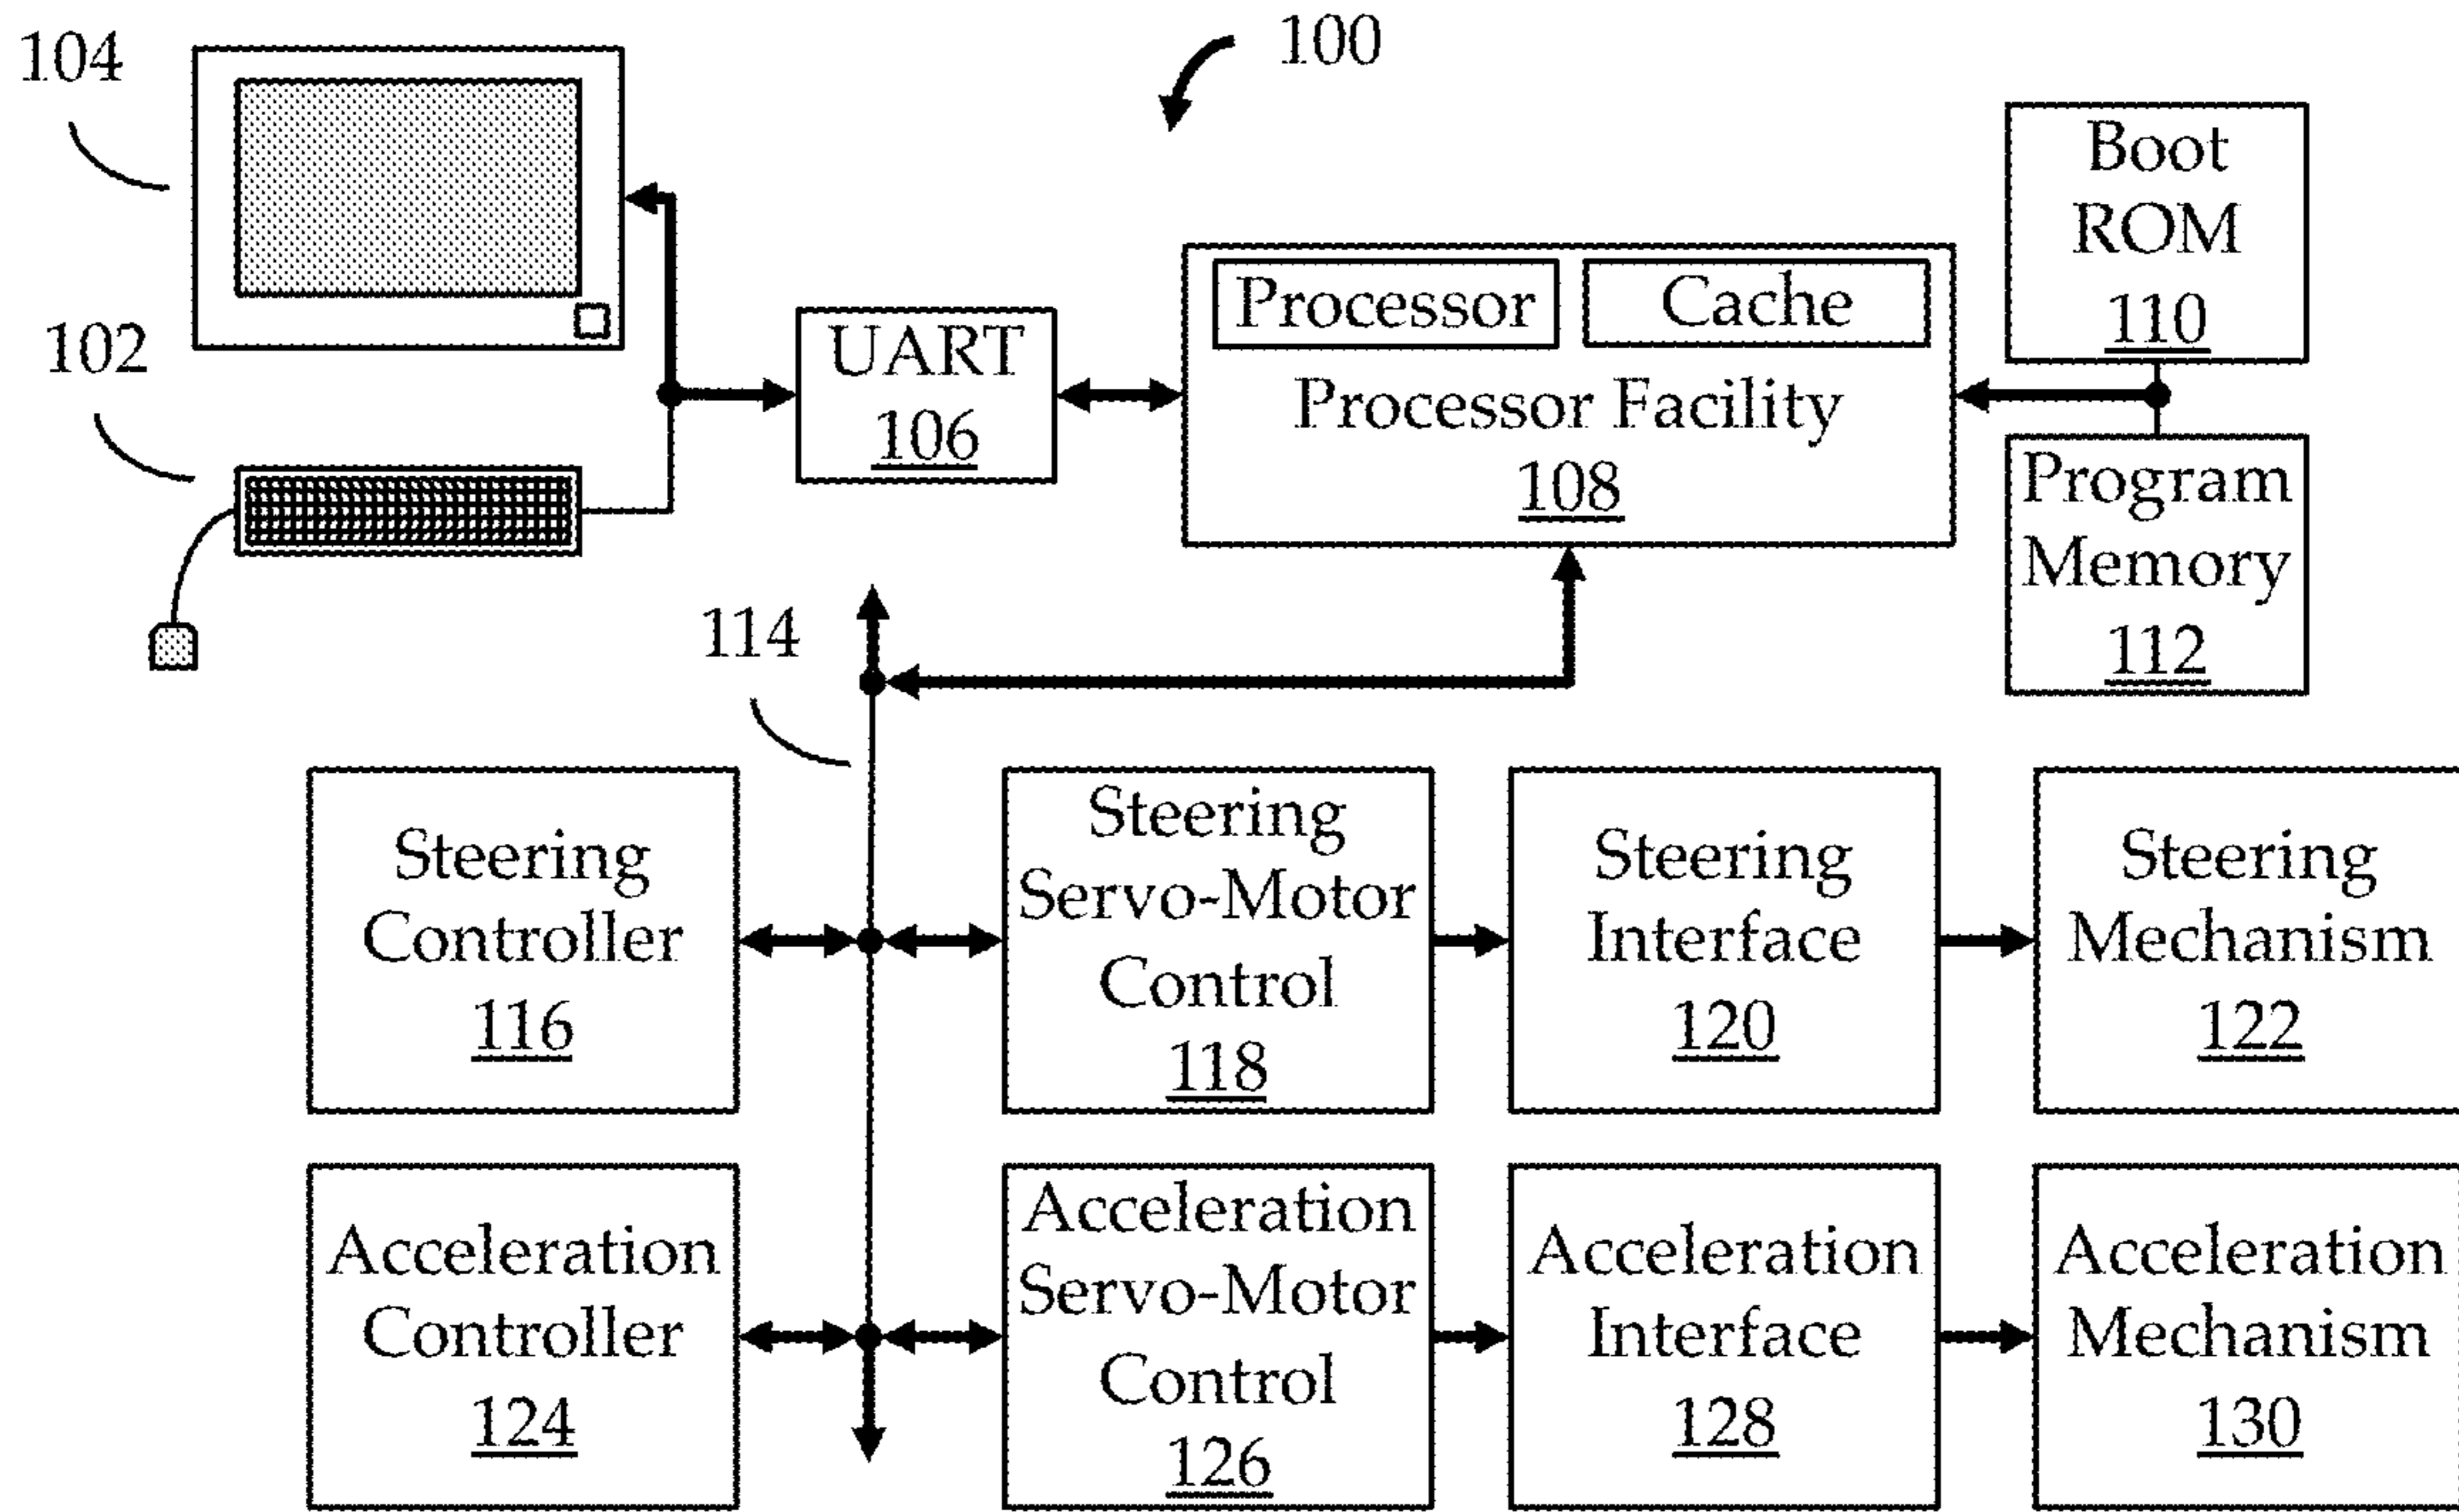 100
104
Boot
ROM
110
Processor
Cache
102
UART
106
Processor Facility
108
Program
Memory
112
114
Steering
Controller
116
Steering
Servo-Motor
Control
118
Steering
Interface
120
Steering
Mechanism
122
Acceleration
Controller
124
Acceleration
Servo-Motor
Control
126
Acceleration
Interface
128
Acceleration
Mechanism
130